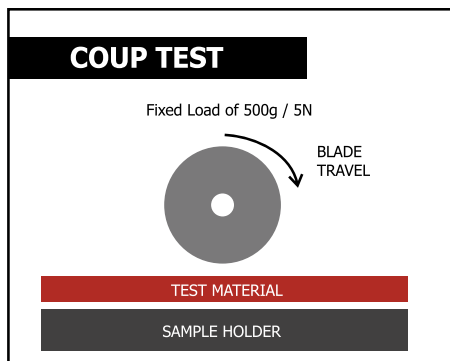 COUP TEST
Fixed Load of 500g / 5N
BLADE
TRAVEL
TEST MATERIAL
SAMPLE HOLDER